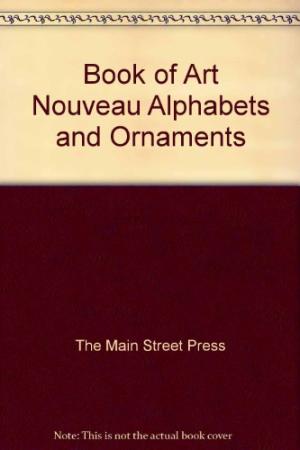 Book of Art
Nouveau Alphabets
and Ornaments
The Main Street Press
Note: This is not the actual book cover